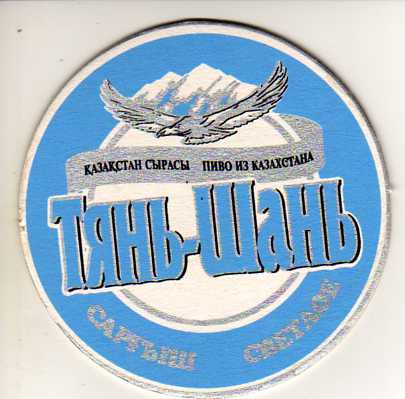 ҚАЗАҚСТАН СЫРАСЫ ПИВО ИЗ КАЗАХСТАНА
ТЯНЬ-ШАНЬ
САРҒЫШ СВЕТЛОЕ